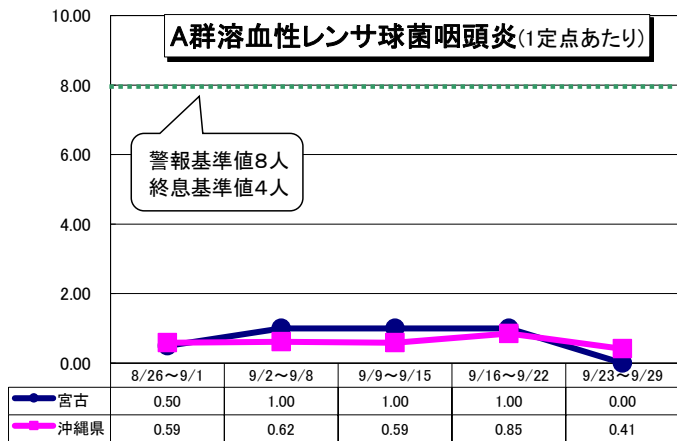 A群溶血性レンサ球菌咽頭炎(1定点あたり)
10.00
8.00
6.00
4.00
2.00
0.00
警報基準値8人
終息基準値4人
8/26～9/1 9/2～9/8 9/9～9/15 9/16～9/22 9/23～9/29
宮古 0.50 1.00 1.00 1.00 0.00
沖縄県 0.59 0.62 0.59 0.85 0.41